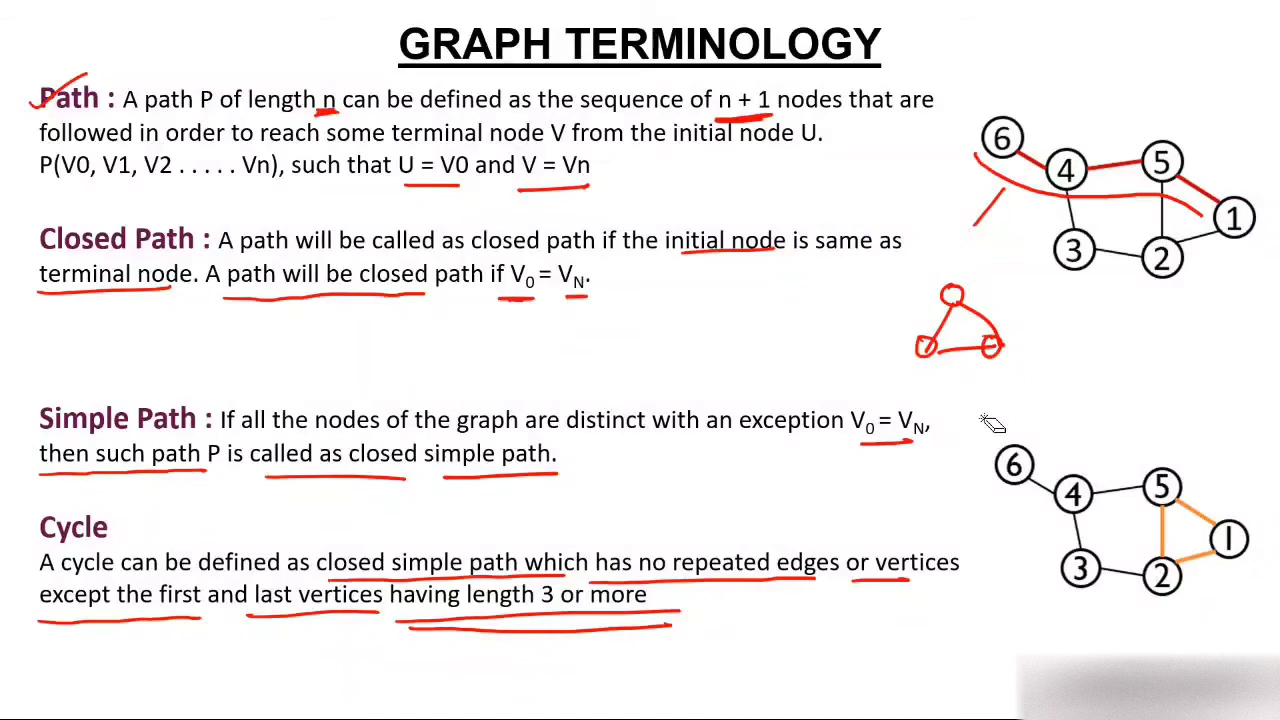 GRAPH TERMINOLOGY
Path : A path P of length n can be defined as the sequence of n + 1 nodes that are
followed in order to reach some terminal node V from the initial node U.
P(V0, V1, V2 . . . . . Vn), such that U = V0 and V = Vn
6
4
5
1
3
2
Closed Path : A path will be called as closed path if the initial node is same as
terminal node. A path will be closed path if V0 = VN.
Simple Path : If all the nodes of the graph are distinct with an exception V0 = VN,
then such path P is called as closed simple path.
6
4
5
1
3
2
Cycle
A cycle can be defined as closed simple path which has no repeated edges or vertices
except the first and last vertices having length 3 or more